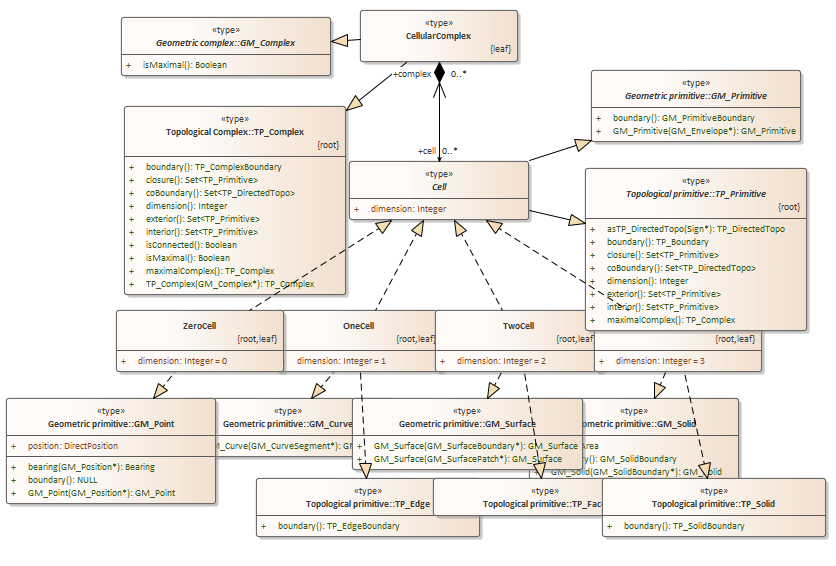 «type»
Geometric complex::GM_Complex
+ isMaximal(): Boolean
«type»
CellularComplex
{leaf}
+complex 0..*
+cell 0..*
«type»
Geometric primitive::GM_Primitive
+ boundary(): GM_PrimitiveBoundary
+ GM_Primitive(GM_Envelope*): GM_Primitive
«type»
Topological Complex::TP_Complex
{root}
+ boundary(): TP_ComplexBoundary
+ closure(): Set<TP_Primitive>
+ coBoundary(): Set<TP_DirectedTopo>
+ dimension(): Integer
+ exterior(): Set<TP_Primitive>
+ interior(): Set<TP_Primitive>
+ isConnected(): Boolean
+ isMaximal(): Boolean
+ maximalComplex(): TP_Complex
+ TP_Complex(GM_Complex*): TP_Complex
«type»
Cell
+ dimension: Integer
«type»
Topological primitive::TP_Primitive
{root}
+ asTP_DirectedTopo(Sign*): TP_DirectedTopo
+ boundary(): TP_Boundary
+ closure(): Set<TP_Primitive>
+ coBoundary(): Set<TP_DirectedTopo>
+ dimension(): Integer
+ exterior(): Set<TP_Primitive>
+ interior(): Set<TP_Primitive>
+ maximalComplex(): TP_Complex
ZeroCell
{root,leaf}
+ dimension: Integer = 0
OneCell
{root,leaf}
dimension: Integer = 1
TwoCell
{root,leaf}
+ dimension: Integer = 2
{root,leaf}
+ dimension: Integer = 3
«type»
Geometric primitive::GM_Point
+ position: DirectPosition
+ bearing(GM_Position*): Bearing
+ boundary(): NULL
+ GM_Point(GM_Position*): GM_Point
«type»
Geometric primitive::GM_Curve
_Curve(GM_CurveSegment*): G
«type»
Geometric primitive::GM_Surface
+ GM_Surface(GM_SurfaceBoundary*): GM_Surface
+ GM_Surface(GM_SurfacePatch*): GM_Surface
«type»
primitive::GM_Solid
Area
(): GM_SolidBoundary
GM_Solid(GM_SolidBoundary*): GM_Solid
«type»
Topological primitive::TP_Edge
+ boundary(): TP_EdgeBoundary
«type»
Topological primitive::TP_Fac
«type»
Topological primitive::TP_Solid
+ boundary(): TP_SolidBoundary